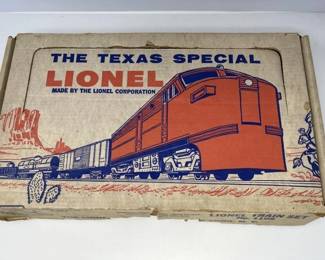 THE TEXAS SPECIAL
LIONEL
MADE BY THE LIONEL CORPORATION
LIONEL TRAIN SET